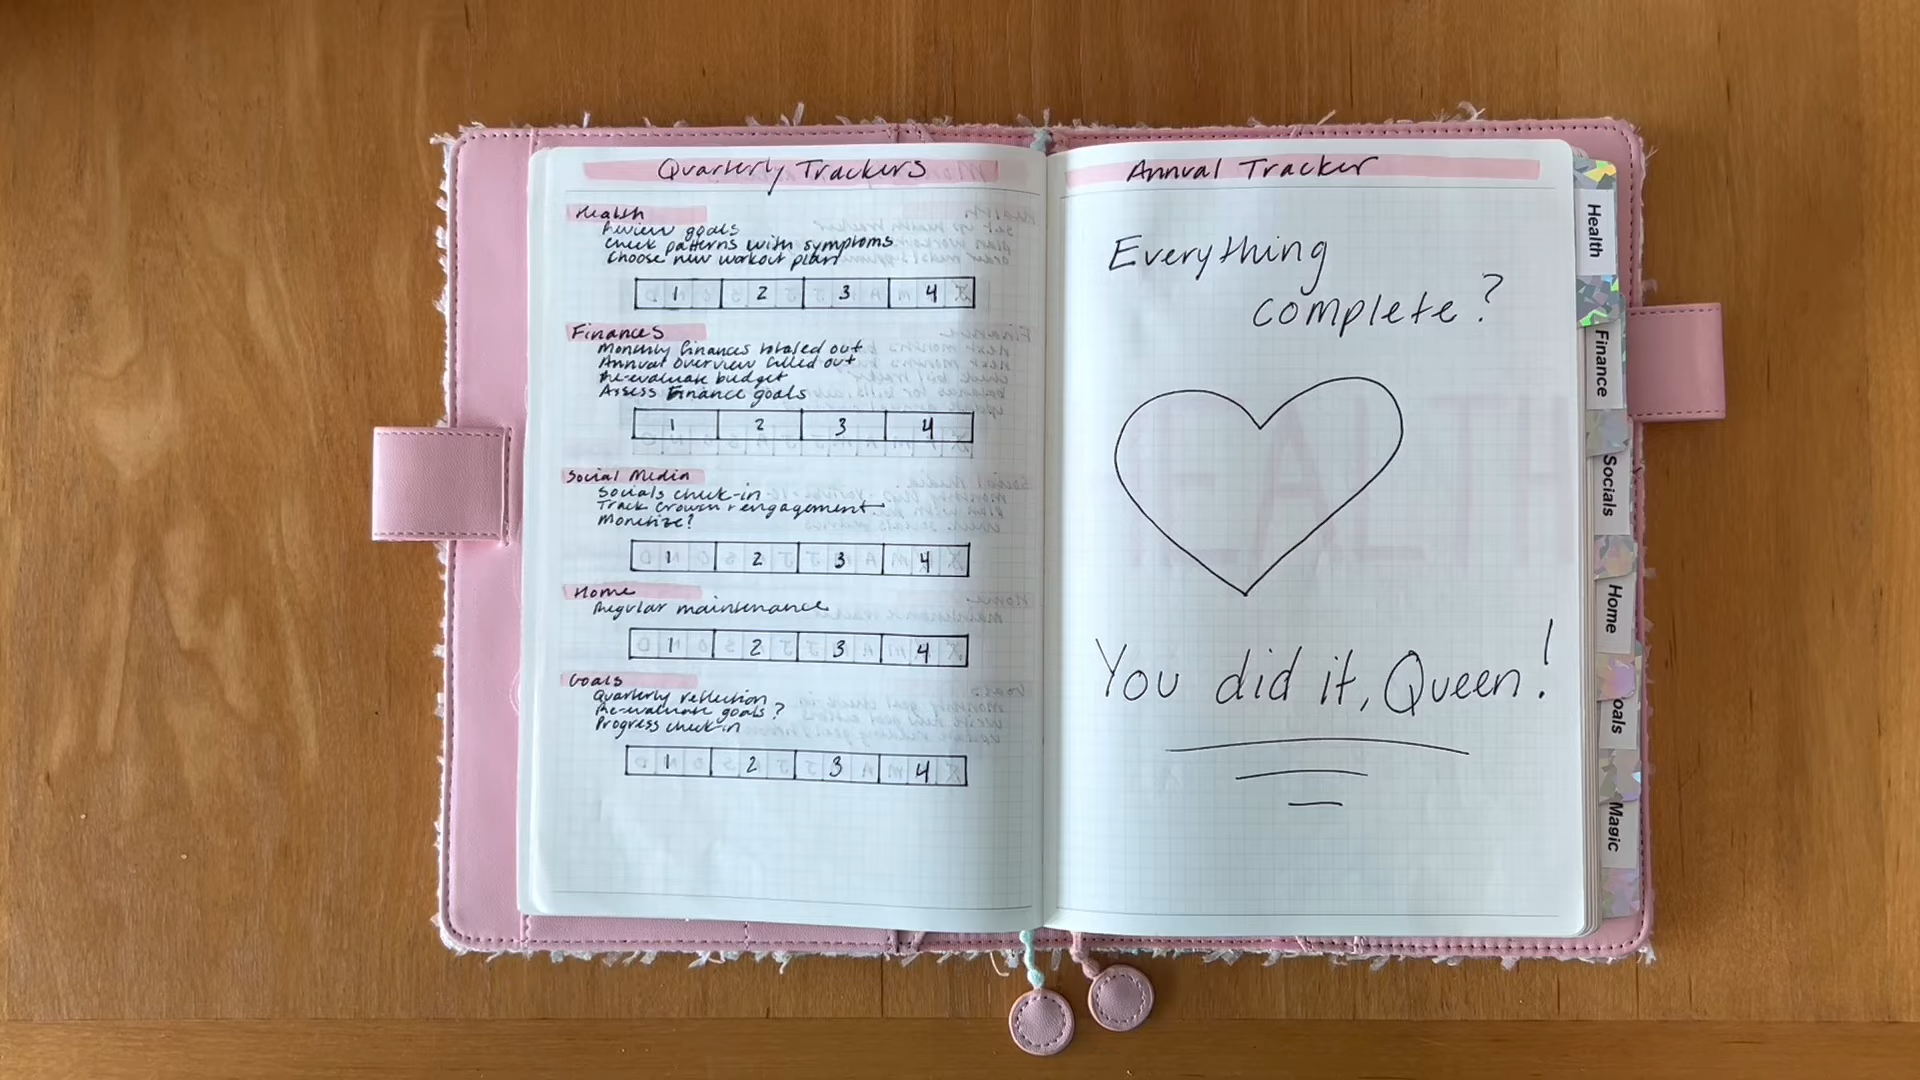 Quarterly Trackers
Health
Review goals
Check patterns with symptoms
Choose new workout plan
1 2 3 4
Finances
Monthly finances totaled out
Annual overview filled out
Re-evaluate budget
Assess Finance goals
1 2 3 4
Social Media
Socials check-in
Track Growth + engagement
Monetize?
1 2 3 4
Home
Regular maintenance
1 2 3 4
Goals
Quarterly reflection
Re-evaluate goals?
Progress check-in
1 2 3 4
Annual Tracker
Everything
complete?
You did it, Queen!
Health
Finance
Socials
Home
oals
Magic